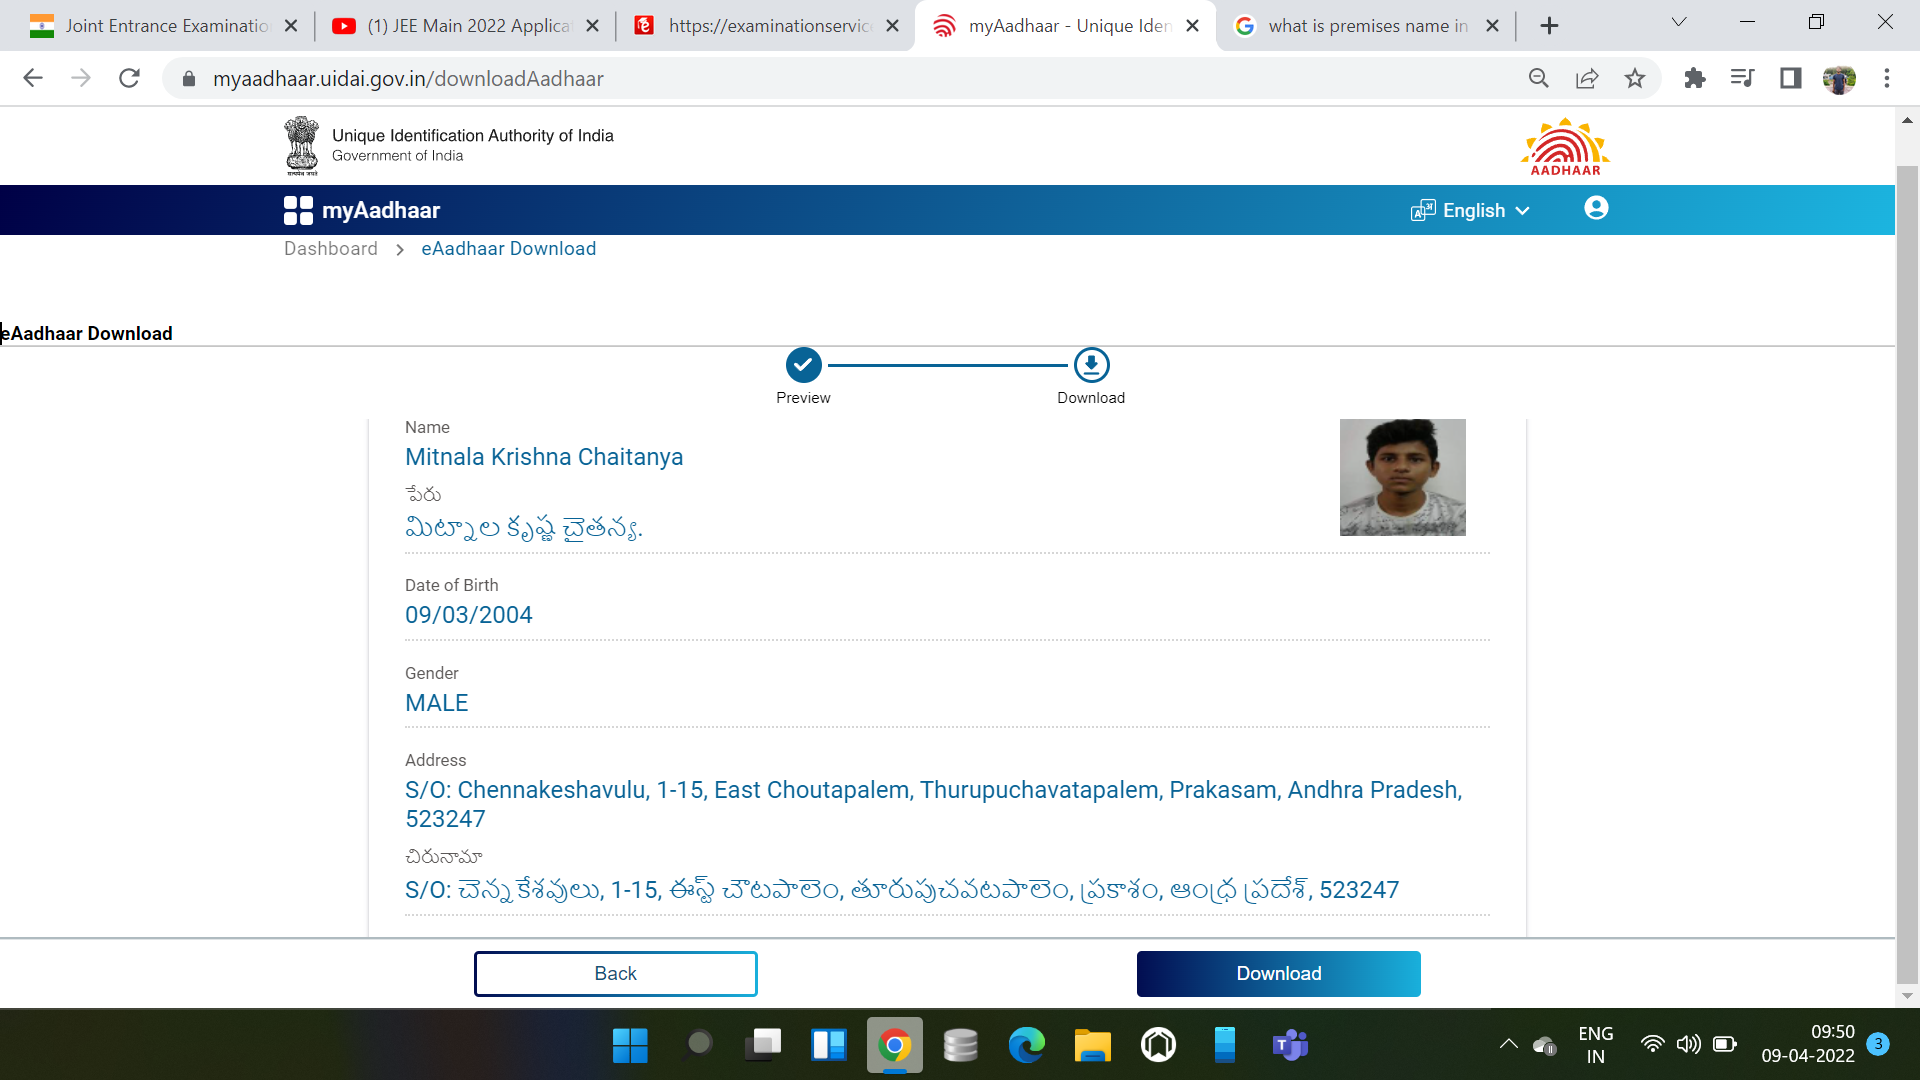 Joint Entrance Examinatio
(1) JEE Main 2022 Applica
https://examinationservic
myAadhaar - Unique Iden
what is premises name in
myaadhaar.uidai.gov.in/downloadAadhaar
Unique Identification Authority of India
Government of India
सत्यमेव जयते
AADHAAR
myAadhaar
English
Dashboard > eAadhaar Download
eAadhaar Download
Preview
Download
Name
Mitnala Krishna Chaitanya
పేరు
మిట్నాల కృష్ణ చైతన్య.
Date of Birth
09/03/2004
Gender
MALE
Address
S/O: Chennakeshavulu, 1-15, East Choutapalem, Thurupuchavatapalem, Prakasam, Andhra Pradesh,
523247
చిరునామా
S/O: చెన్నకేశవులు, 1-15, ఈస్ట్ చౌటపాలెం, తూరుపుచవటపాలెం, ప్రకాశం, ఆంధ్ర ప్రదేశ్, 523247
Back
Download
ENG
IN
09:50
09-04-2022
3